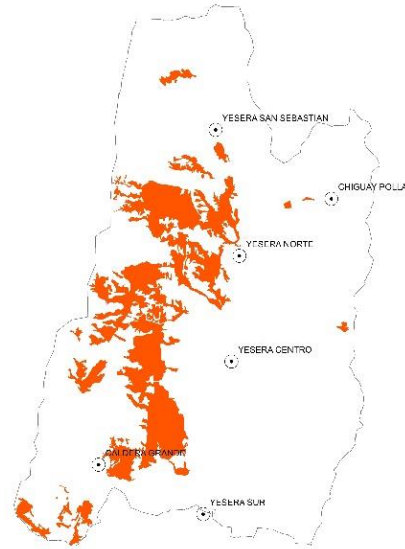 YESERA SAN SEBASTIAN
CHIGUAY POLLA
YESERA NORTE
YESERA CENTRO
CALDERA GRANDE
YESERA SUR